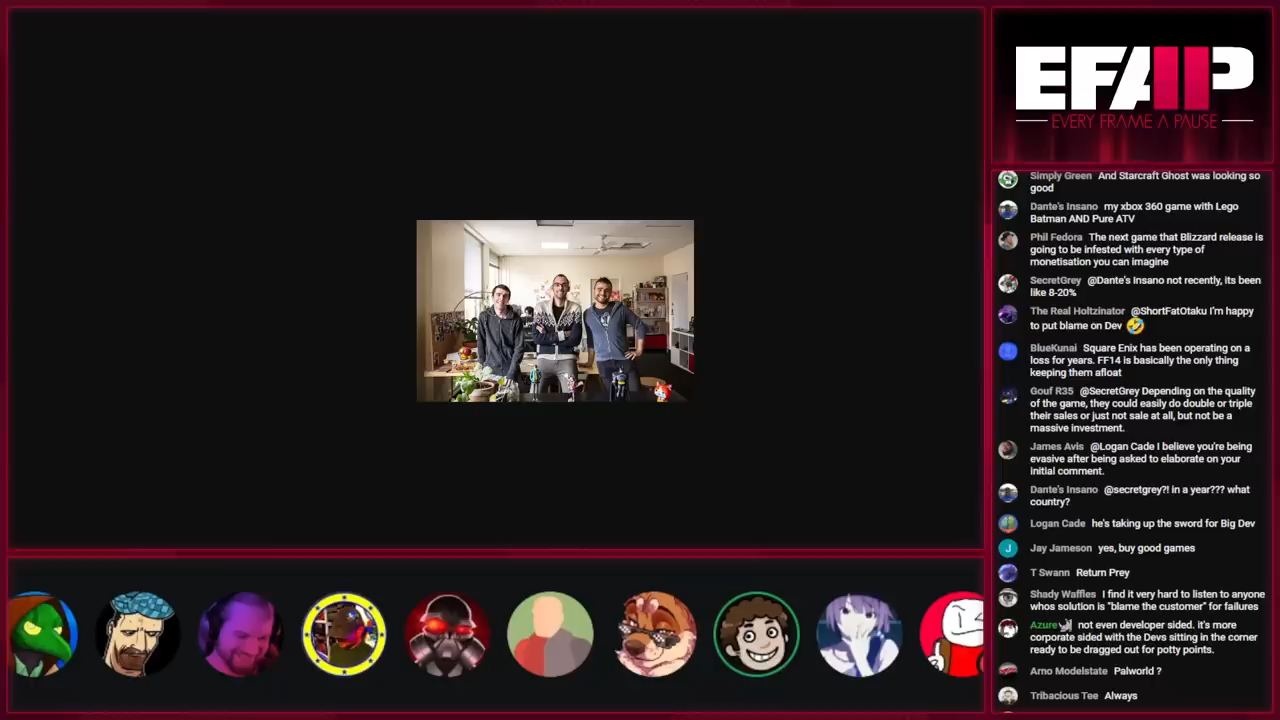 EFAP
EVERY FRAME A PAUSE
Simply Green And Starcraft Ghost was looking so
good
Dante's Insano my xbox 360 game with Lego
Batman AND Pure ATV
Phil Fedora The next game that Blizzard release is
going to be infested with every type of
monetisation you can imagine
SecretGrey @Dante's Insano not recently, its been
like 8-20%
The Real Holtzinator @ShortFatOtaku I'm happy
to put blame on Dev 🤣
BlueKunai Square Enix has been operating on a
loss for years. FF14 is basically the only thing
keeping them afloat
Gouf R35 @SecretGrey Depending on the quality
of the game, they could easily do double or triple
their sales or just not sale at all, but not be a
massive investment.
James Avis @Logan Cade I believe you're being
evasive after being asked to elaborate on your
initial comment.
Dante's Insano @secretgrey?! in a year??? what
country?
Logan Cade he's taking up the sword for Big Dev
J
Jay Jameson yes, buy good games
T Swann Return Prey
Shady Waffles I find it very hard to listen to anyone
whos solution is "blame the customer" for failures
Azure not even developer sided. it's more
corporate sided with the Devs sitting in the corner
ready to be dragged out for potty points.
Arno Modelstate Palworld ?
Tribacious Tee Always